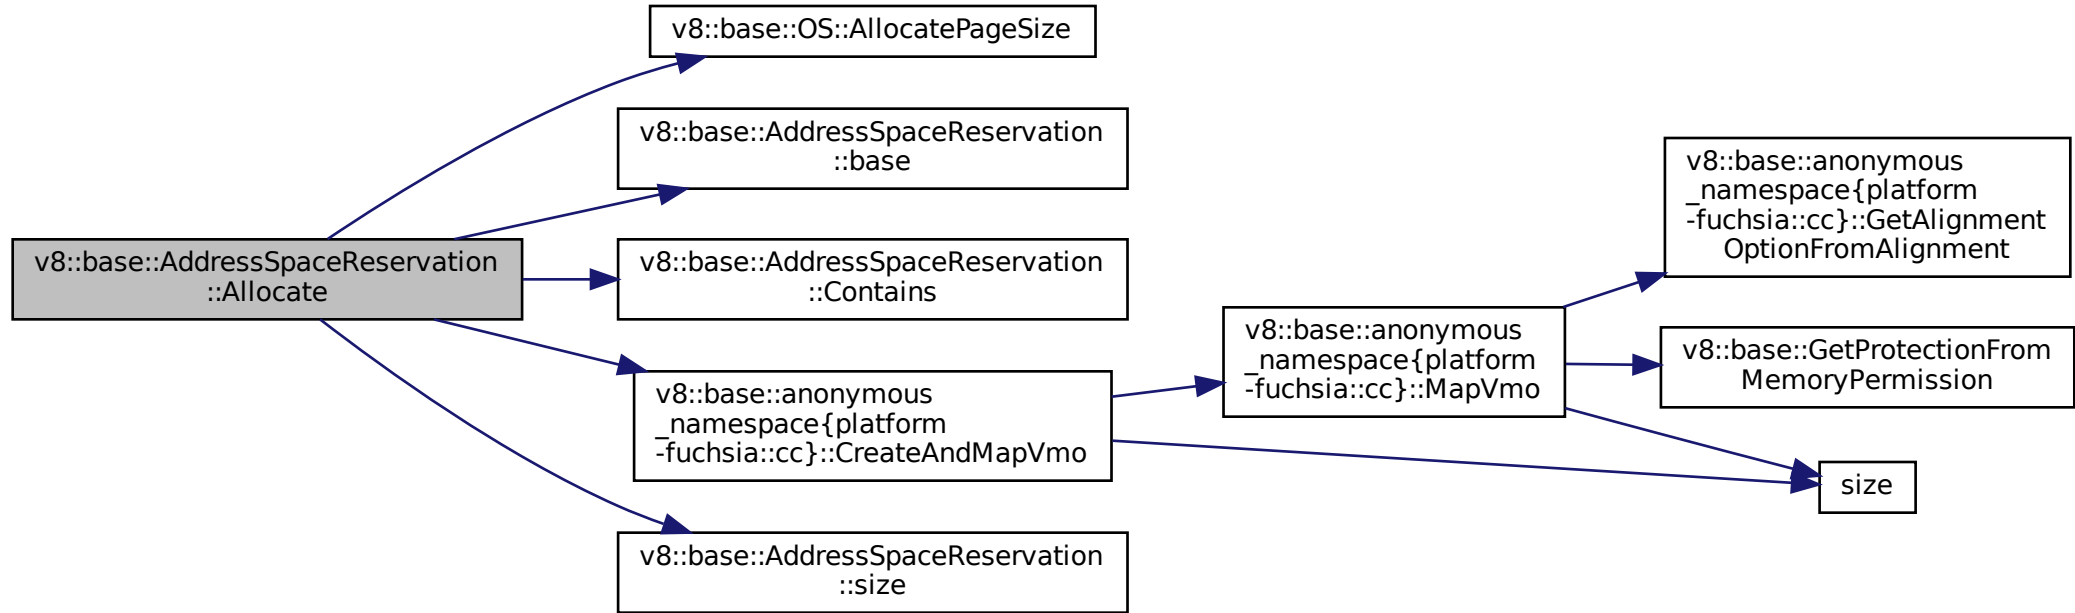 v8::base::OS::AllocatePageSize
v8::base::AddressSpaceReservation
::base
v8::base::AddressSpaceReservation
::Allocate
v8::base::AddressSpaceReservation
::Contains
v8::base::anonymous
_namespace{platform
-fuchsia::cc}::CreateAndMapVmo
v8::base::AddressSpaceReservation
::size
v8::base::anonymous
_namespace{platform
-fuchsia::cc}::MapVmo
v8::base::anonymous
_namespace{platform
-fuchsia::cc}::GetAlignment
OptionFromAlignment
v8::base::GetProtectionFrom
MemoryPermission
size